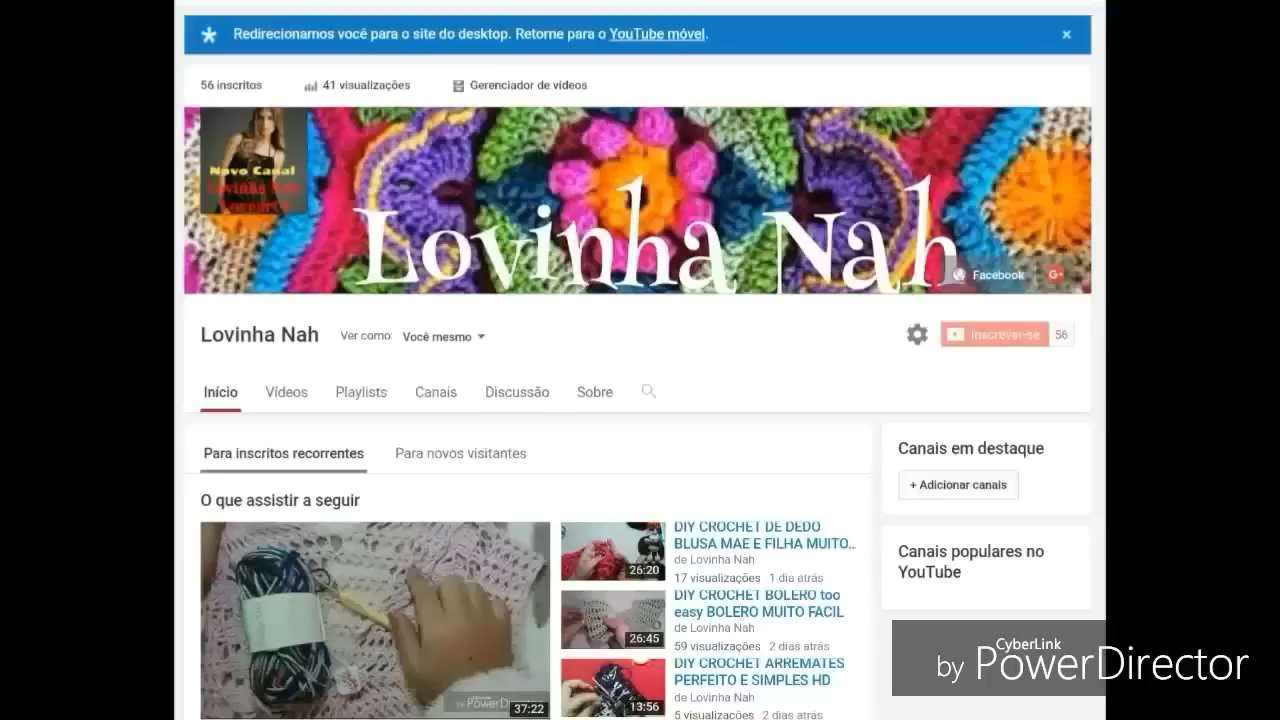 Redirecionamos você para o site do desktop. Retorne para o YouTube móvel.
×
56 inscritos
41 visualizações
Gerenciador de vídeos
Novo Canal
Lovinha Nah
Lovinha Nah
Facebook
G+
Lovinha Nah
Ver como:
Você mesmo
Inscrever-se
56
Início
Vídeos
Playlists
Canais
Discussão
Sobre
Para inscritos recorrentes
Para novos visitantes
O que assistir a seguir
37:22
by PowerDirector
26:20
DIY CROCHET DE DEDO
BLUSA MAE E FILHA MUITO...
de Lovinha Nah
17 visualizações 1 dia atrás
26:45
DIY CROCHET BOLERO too
easy BOLERO MUITO FACIL
de Lovinha Nah
59 visualizações 2 dias atrás
13:56
DIY CROCHET ARREMATES
PERFEITO E SIMPLES HD
de Lovinha Nah
5 visualizações 2 dias atrás
Canais em destaque
+ Adicionar canais
Canais populares no
YouTube
CyberLink
by PowerDirector